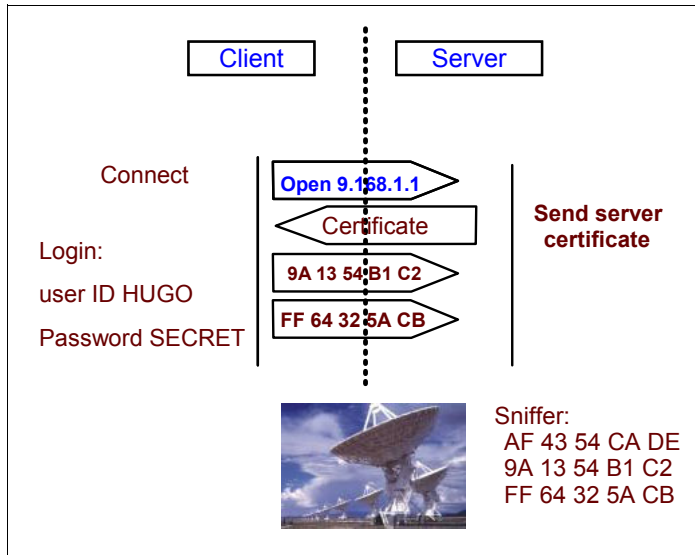 Client
Server
Connect
Open 9.168.1.1
Certificate
Send server
certificate
Login:
9A 13 54 B1 C2
user ID HUGO
FF 64 32 5A CB
Password SECRET
Sniffer:
AF 43 54 CA DE
9A 13 54 B1 C2
FF 64 32 5A CB